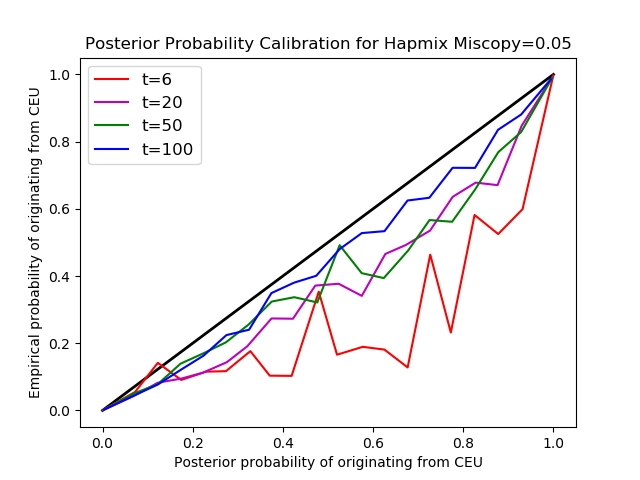 Posterior Probability Calibration for Hapmix Miscopy=0.05
t=6
t=20
t=50
t=100
Empirical probability of originating from CEU
1.0
0.8
0.6
0.4
0.2
0.0
0.0 0.2 0.4 0.6 0.8 1.0
Posterior probability of originating from CEU